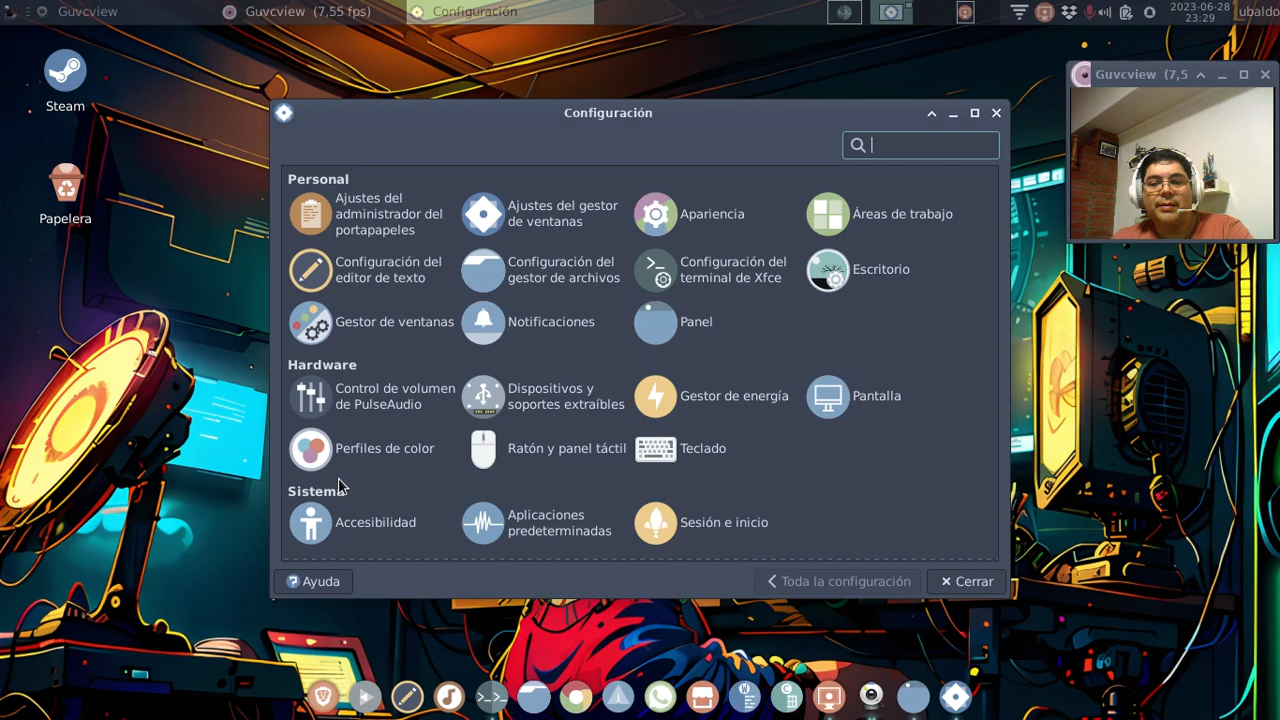 Guvcview
Guvcview (7,55 fps)
Configuración
2023-06-28
23:29
ubaldo
Steam
Papelera
Guvcview (7,5
Configuración
Personal
Ajustes del
administrador del
portapapeles
Ajustes del gestor
de ventanas
Apariencia
Áreas de trabajo
Configuración del
editor de texto
Configuración del
gestor de archivos
Configuración del
terminal de Xfce
Escritorio
Gestor de ventanas
Notificaciones
Panel
Hardware
Control de volumen
de PulseAudio
Dispositivos y
soportes extraíbles
Gestor de energía
Pantalla
Perfiles de color
Ratón y panel táctil
Teclado
Sistema
Accesibilidad
Aplicaciones
predeterminadas
Sesión e inicio
Ayuda
Toda la configuración
Cerrar